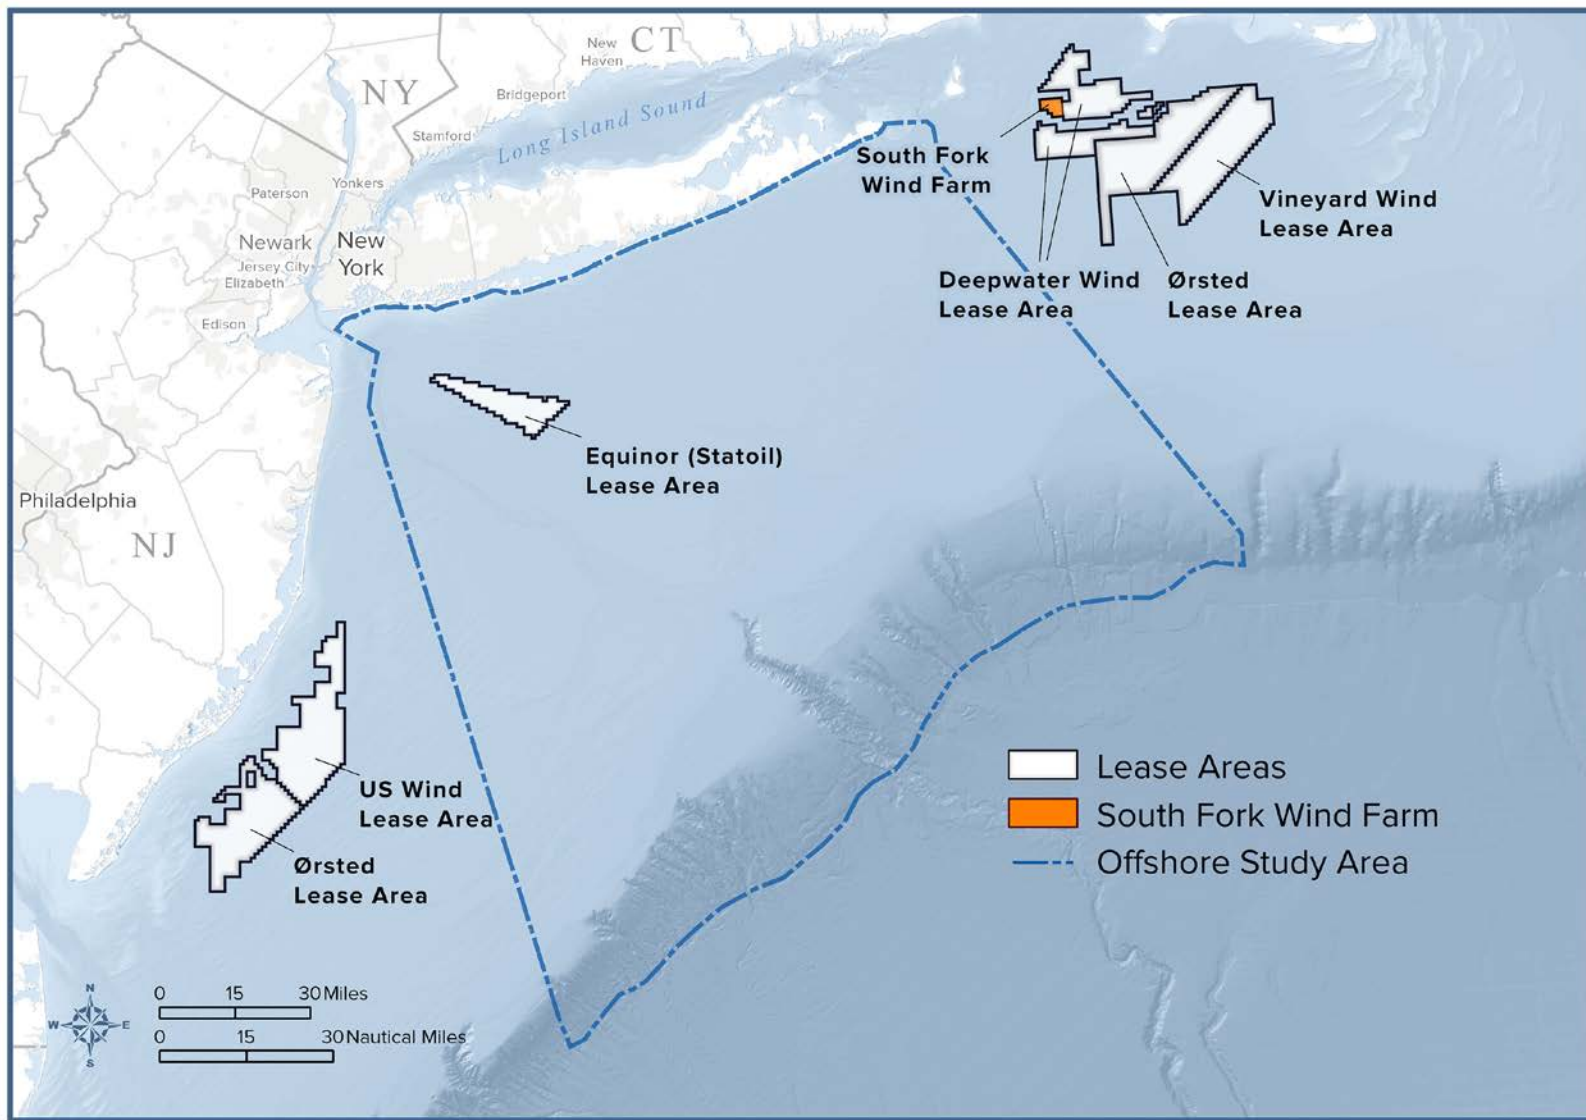 CT
New
Haven
NY
Bridgeport
Long Island Sound
Stamford
Yonkers
Paterson
Newark
New
York
Jersey City
Elizabeth
Edison
Philadelphia
NJ
South Fork
Wind Farm
Vineyard Wind
Lease Area
Deepwater Wind
Lease Area
Ørsted
Lease Area
Equinor (Statoil)
Lease Area
US Wind
Lease Area
Ørsted
Lease Area
Lease Areas
South Fork Wind Farm
Offshore Study Area
N
W E
S
0 15 30 Miles
0 15 30 Nautical Miles